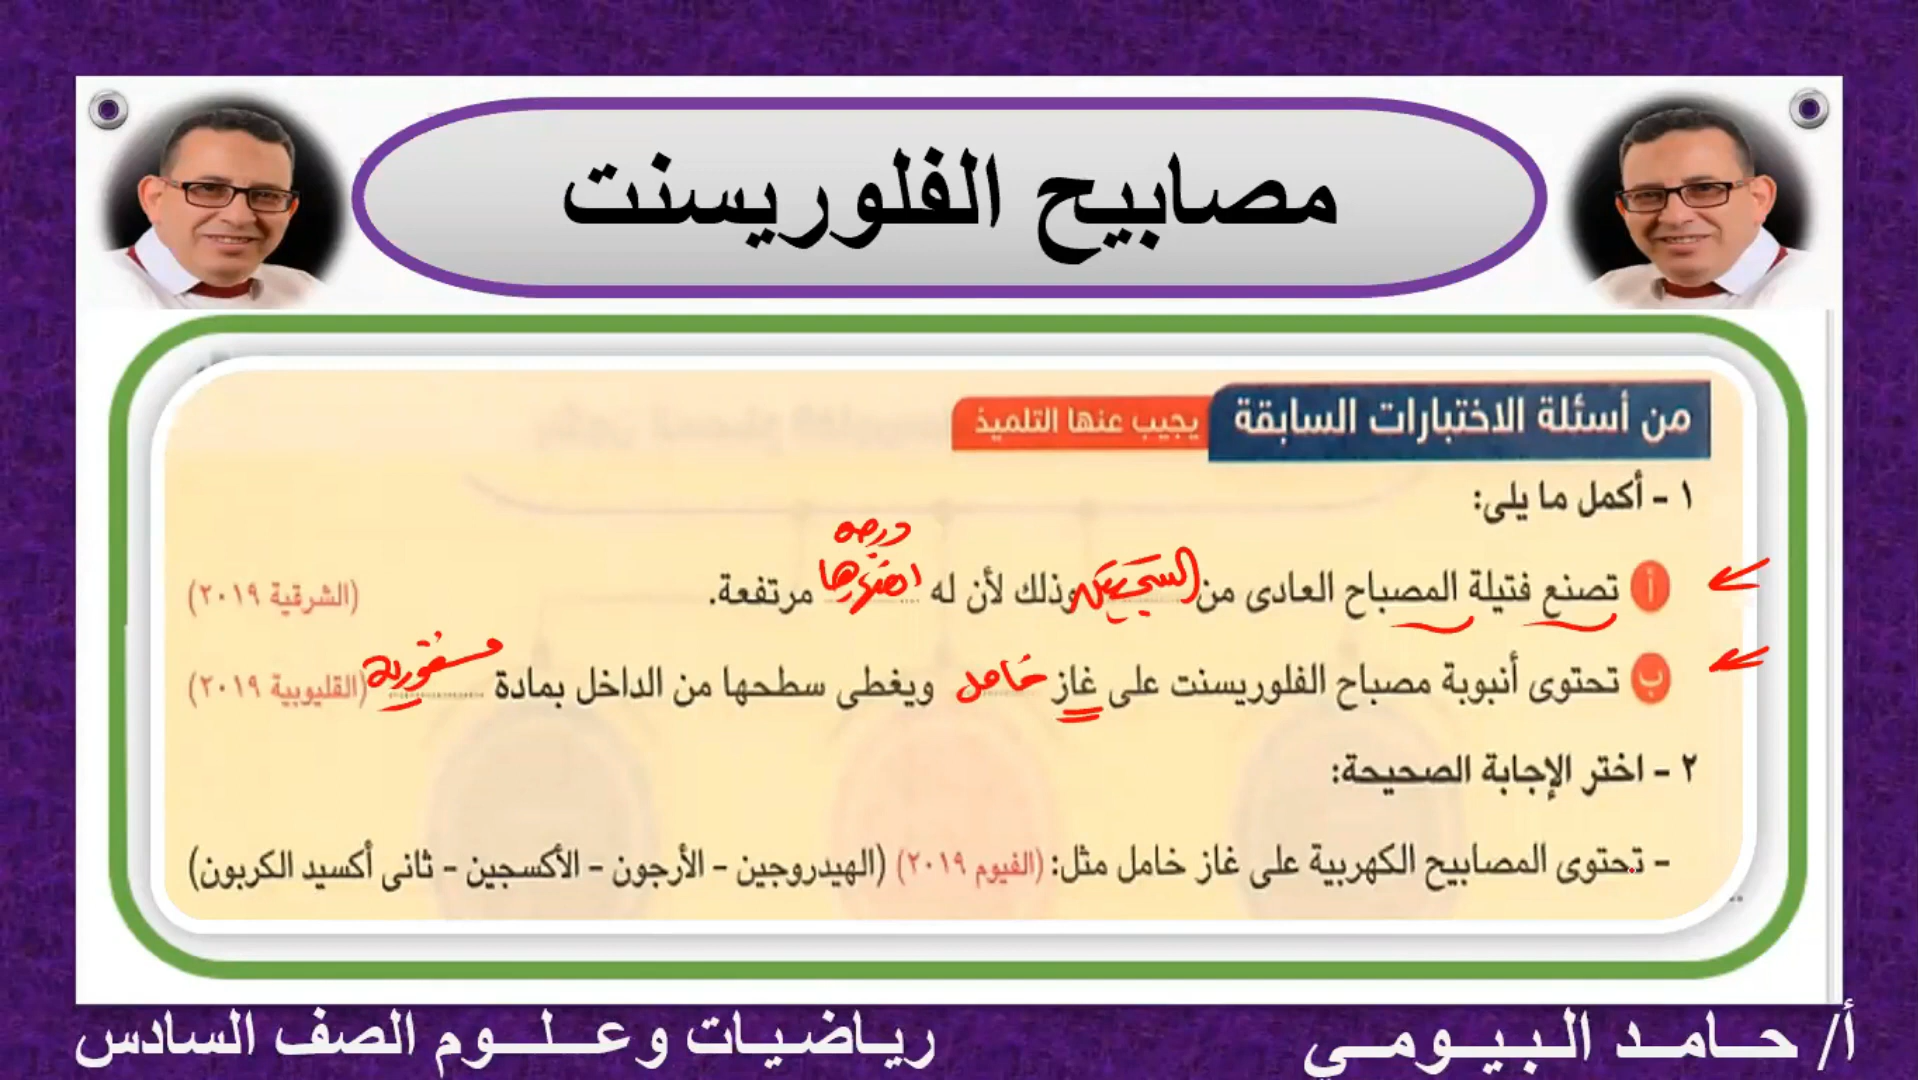 مصابيح الفلوريسنت
من أسئلة الاختبارات السابقة يجيب عنها التلميذ
١ - أكمل ما يلى:
أ تصنع فتيلة المصباح العادى من التنجستين وذلك لأن له درجة انصهارها مرتفعة. (الشرقية ٢٠١٩)
ب تحتوى أنبوبة مصباح الفلوريسنت على غاز خامل ويغطى سطحها من الداخل بمادة فسفورية (القليوبية ٢٠١٩)
٢ - اختر الإجابة الصحيحة:
- تحتوى المصابيح الكهربية على غاز خامل مثل: (الفيوم ٢٠١٩) (الهيدروجين - الأرجون - الأكسجين - ثانى أكسيد الكربون)
أ/ حامد البيومي رياضيات وعلوم الصف السادس